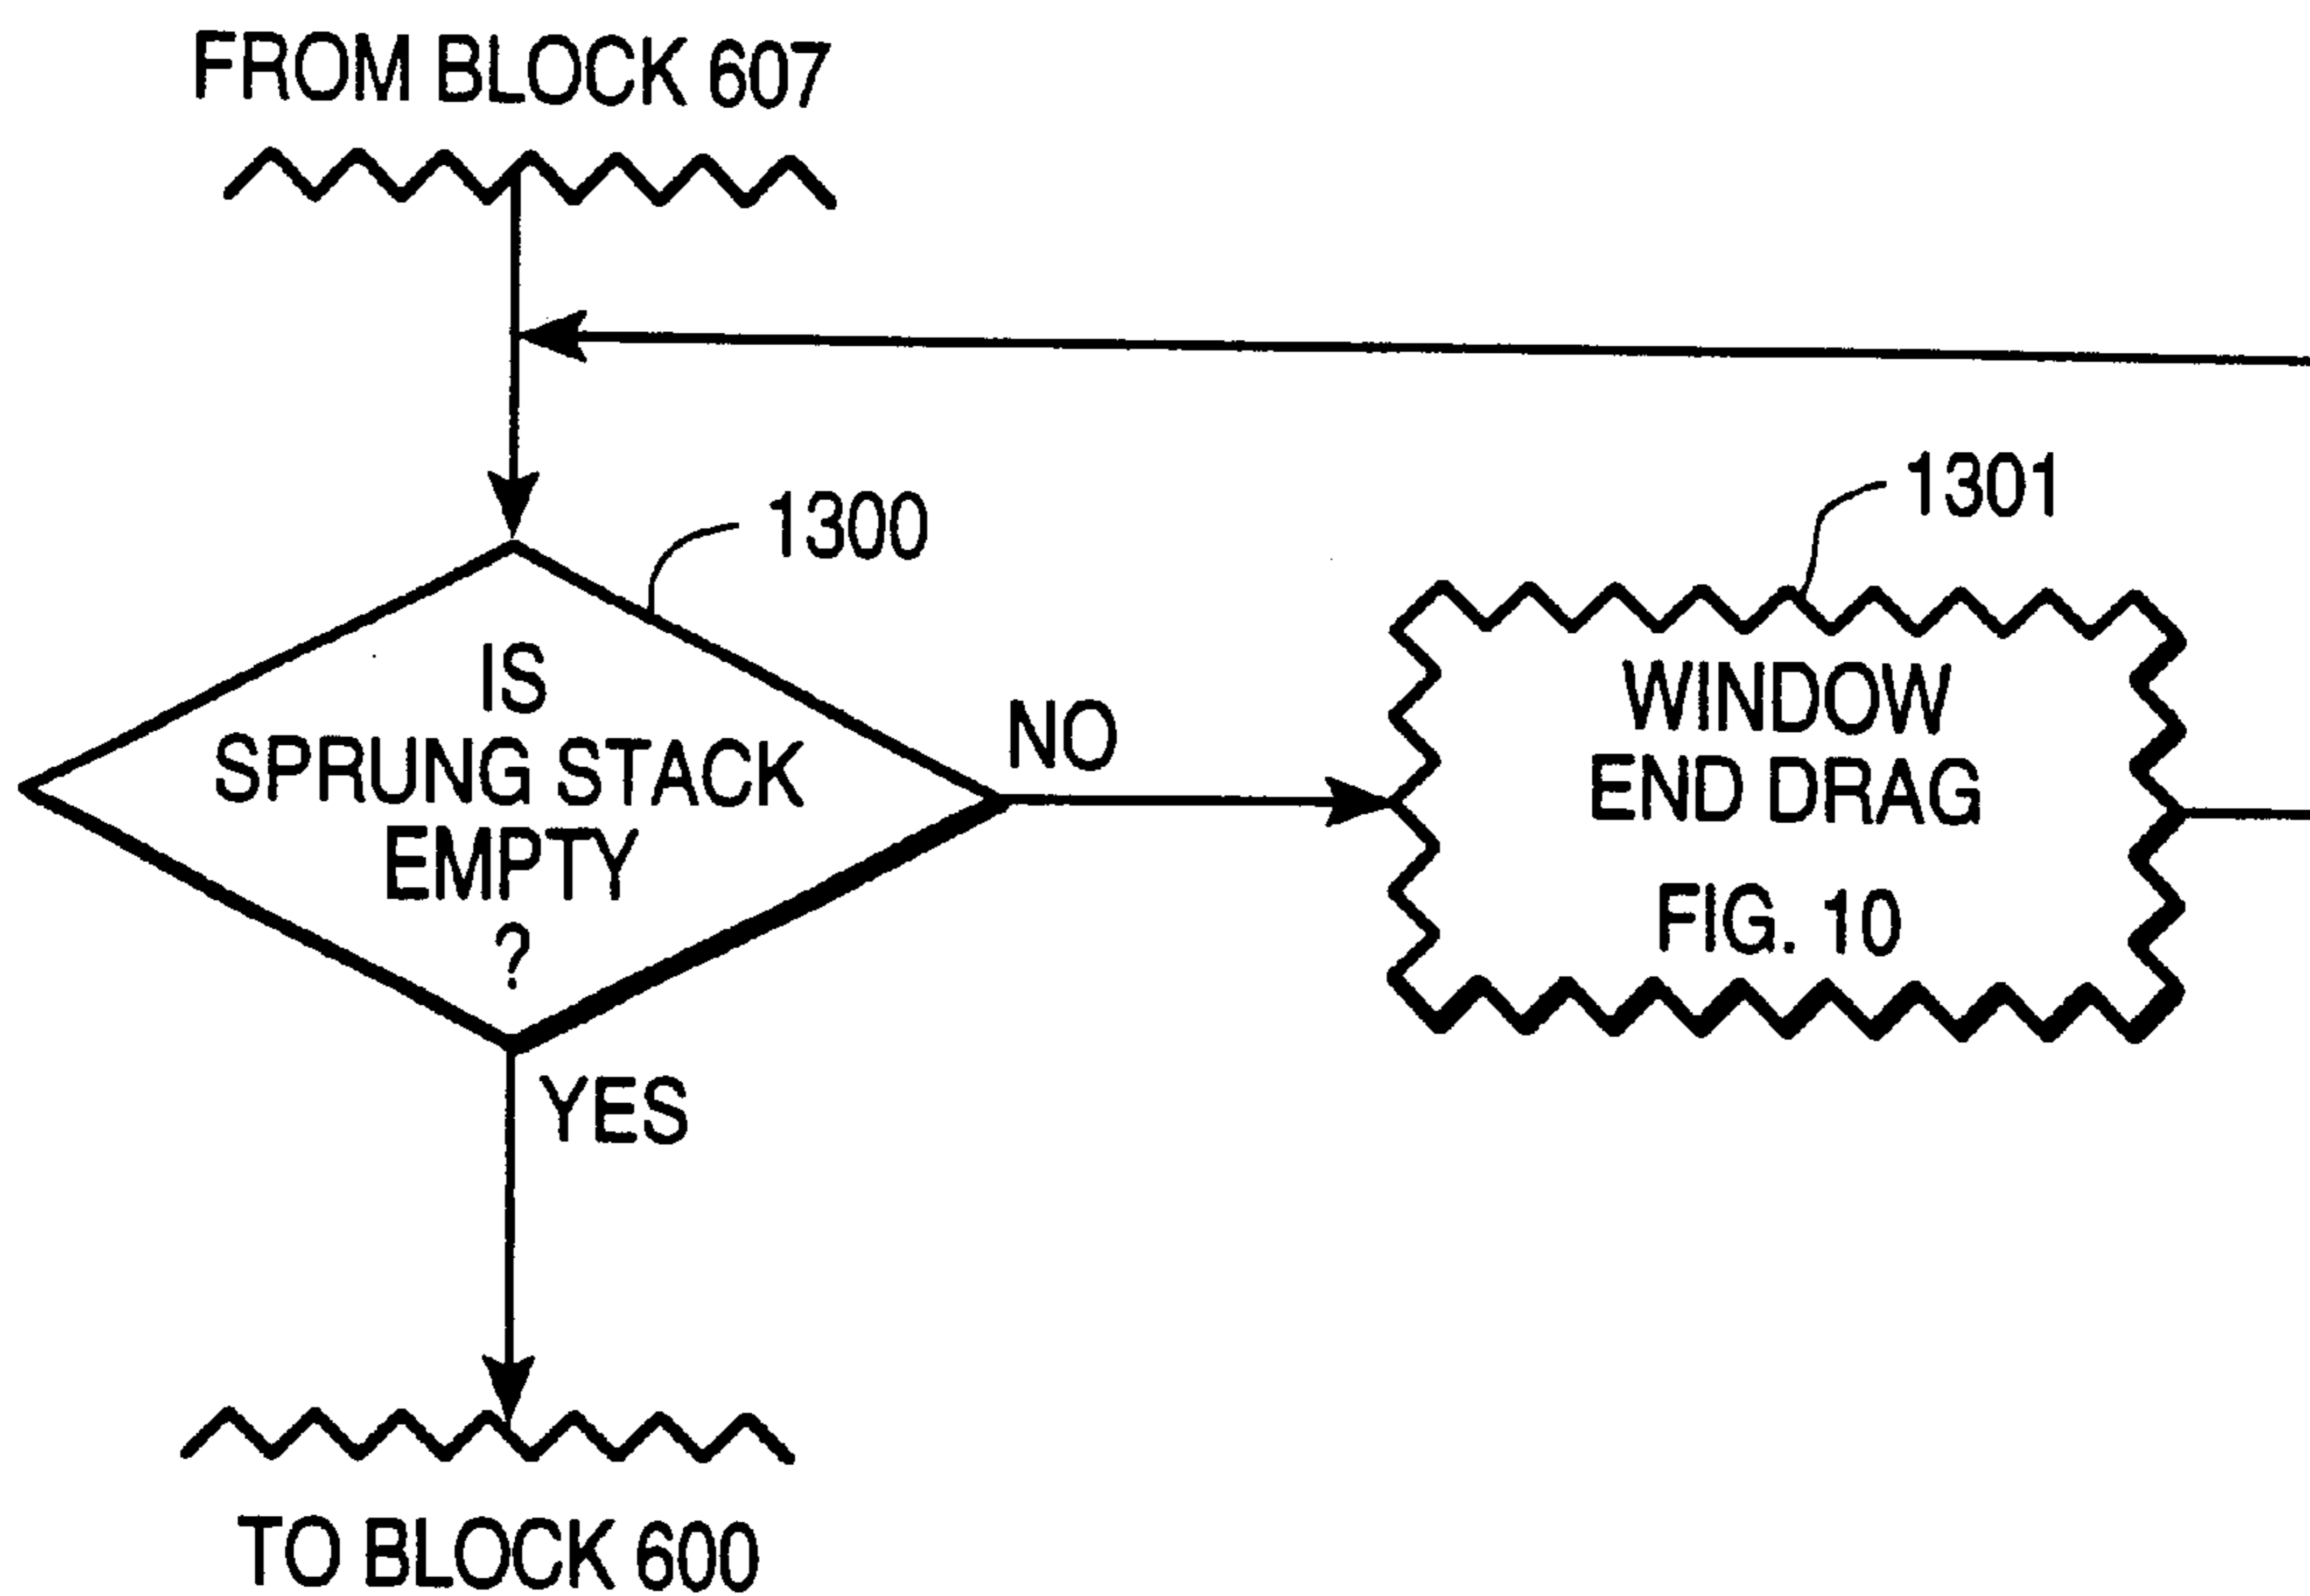 FROM BLOCK 607
1300
1301
IS
SPRUNG STACK
EMPTY
?
NO
WINDOW
END DRAG
FIG. 10
YES
TO BLOCK 600